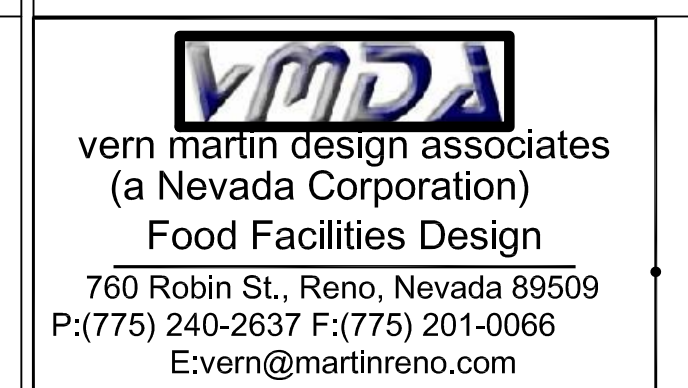 VMDA
vern martin design associates
(a Nevada Corporation)
Food Facilities Design
760 Robin St., Reno, Nevada 89509
P:(775) 240-2637 F:(775) 201-0066
E:vern@martinreno.com